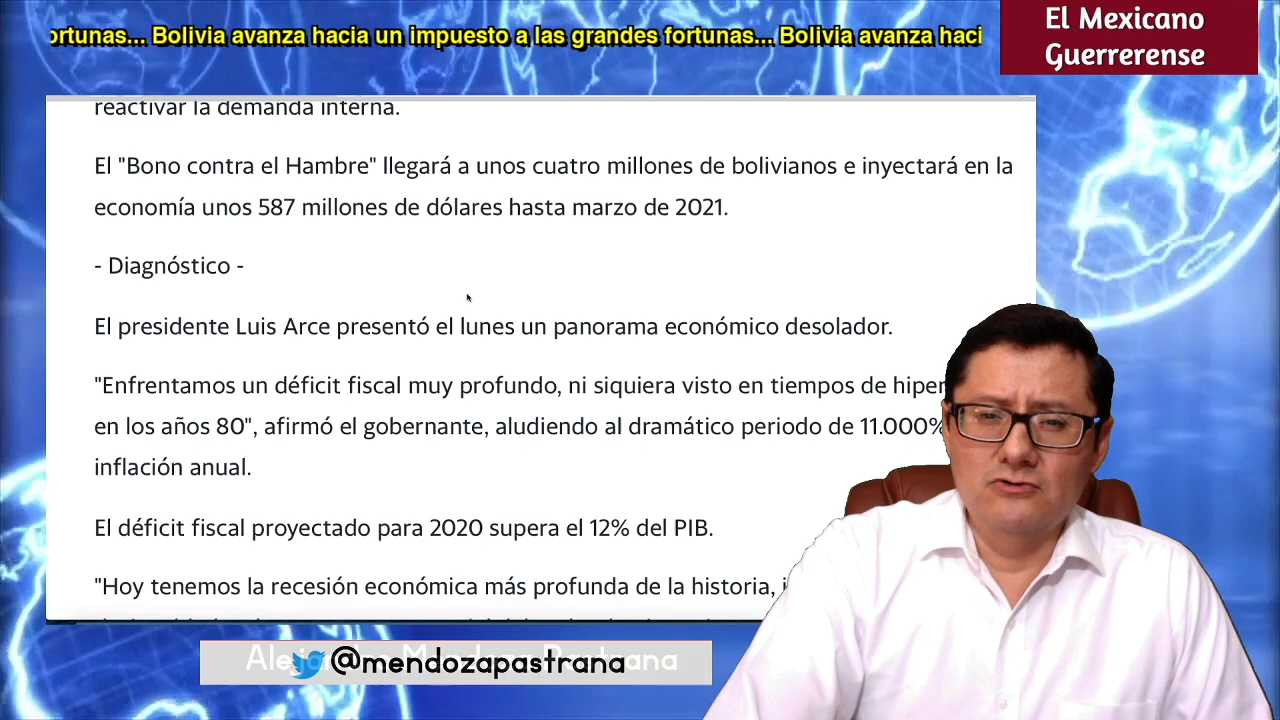 ortunas... Bolivia avanza hacia un impuesto a las grandes fortunas... Bolivia avanza haci
El Mexicano
Guerrerense
reactivar la demanda interna.
El "Bono contra el Hambre" llegará a unos cuatro millones de bolivianos e inyectará en la
economía unos 587 millones de dólares hasta marzo de 2021.
- Diagnóstico -
El presidente Luis Arce presentó el lunes un panorama económico desolador.
"Enfrentamos un déficit fiscal muy profundo, ni siquiera visto en tiempos de hiper
en los años 80", afirmó el gobernante, aludiendo al dramático periodo de 11.000%
inflación anual.
El déficit fiscal proyectado para 2020 supera el 12% del PIB.
"Hoy tenemos la recesión económica más profunda de la historia,
@mendozapastrana